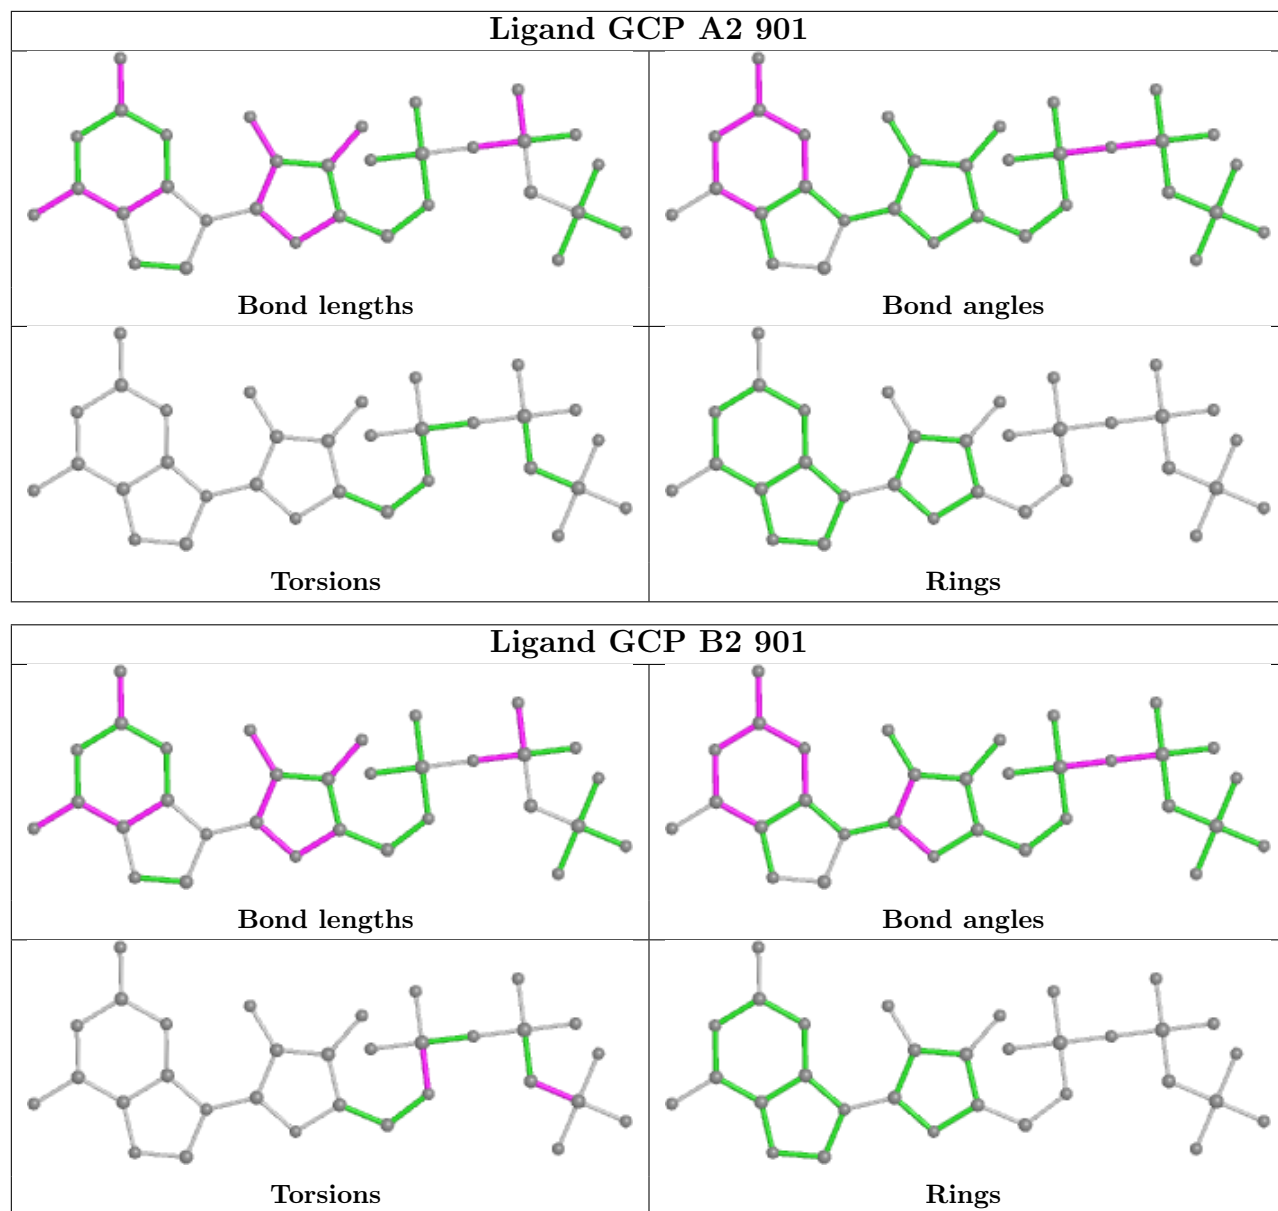 Ligand GCP A2 901
Bond lengths
Bond angles
Torsions
Rings
Ligand GCP B2 901
Bond lengths
Bond angles
Torsions
Rings